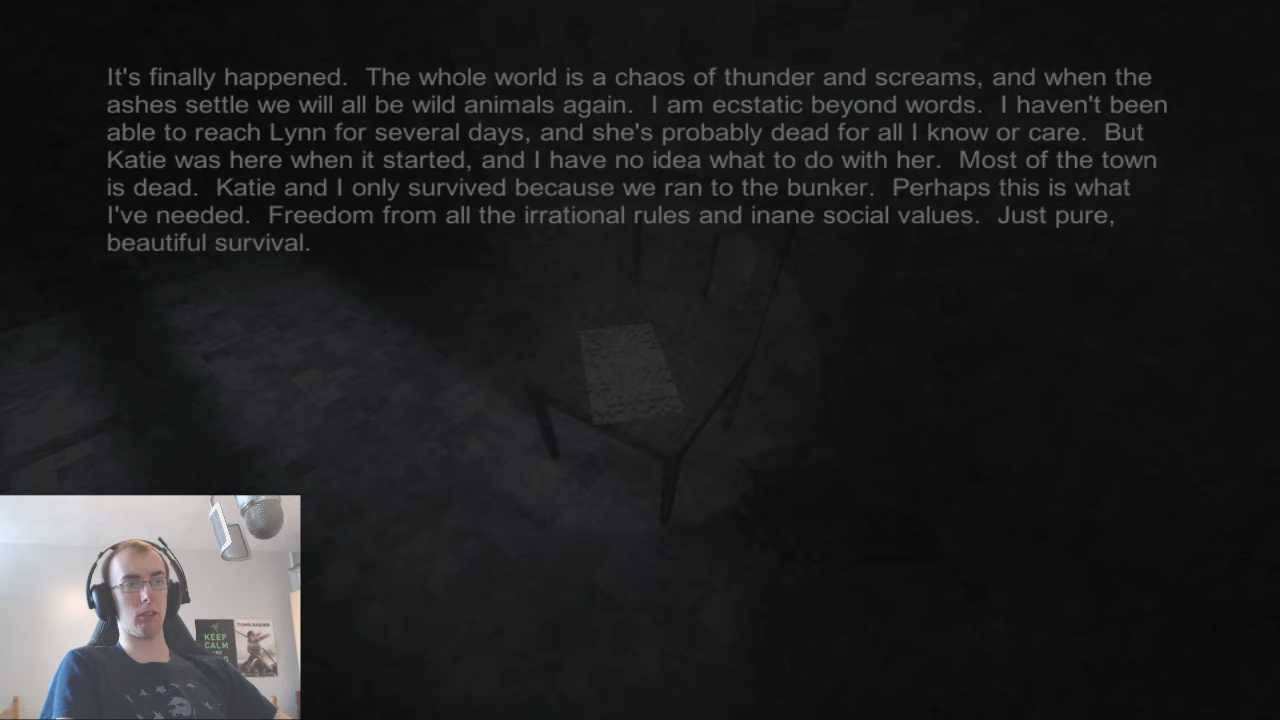 It's finally happened.  The whole world is a chaos of thunder and screams, and when the
ashes settle we will all be wild animals again.  I am ecstatic beyond words.  I haven't been
able to reach Lynn for several days, and she's probably dead for all I know or care.  But
Katie was here when it started, and I have no idea what to do with her.  Most of the town
is dead.  Katie and I only survived because we ran to the bunker.  Perhaps this is what
I've needed.  Freedom from all the irrational rules and inane social values.  Just pure,
beautiful survival.
KEEP
CALM
TOMB RAIDER